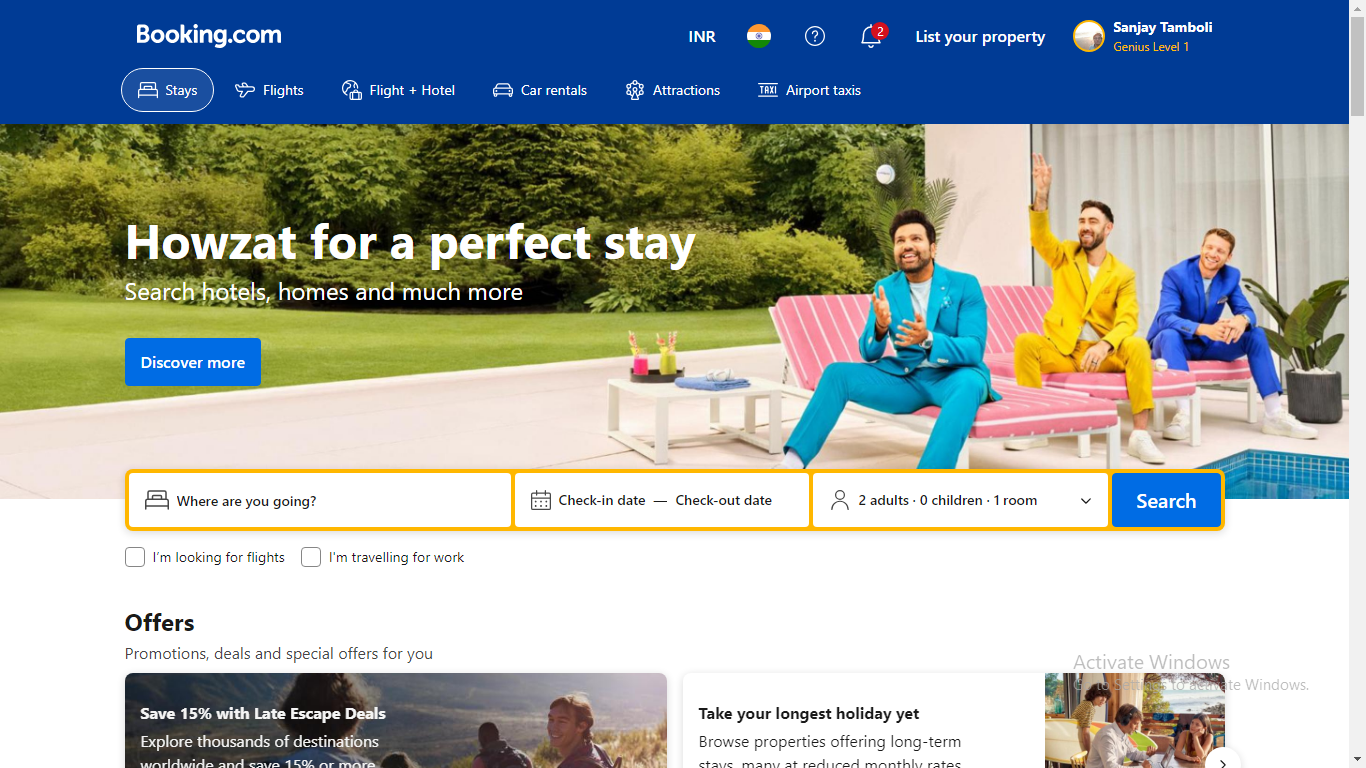 Booking.com
INR
2
List your property
Sanjay Tamboli
Genius Level 1
Stays
Flights
Flight + Hotel
Car rentals
Attractions
TAXI
Airport taxis
Howzat for a perfect stay
Search hotels, homes and much more
Discover more
Where are you going?
Check-in date — Check-out date
2 adults · 0 children · 1 room
Search
I’m looking for flights
I'm travelling for work
Offers
Promotions, deals and special offers for you
Save 15% with Late Escape Deals
Explore thousands of destinations
worldwide and save 15% or more
Take your longest holiday yet
Browse properties offering long-term
stays, many at reduced monthly rates
Activate Windows
Go to Settings to activate Windows.